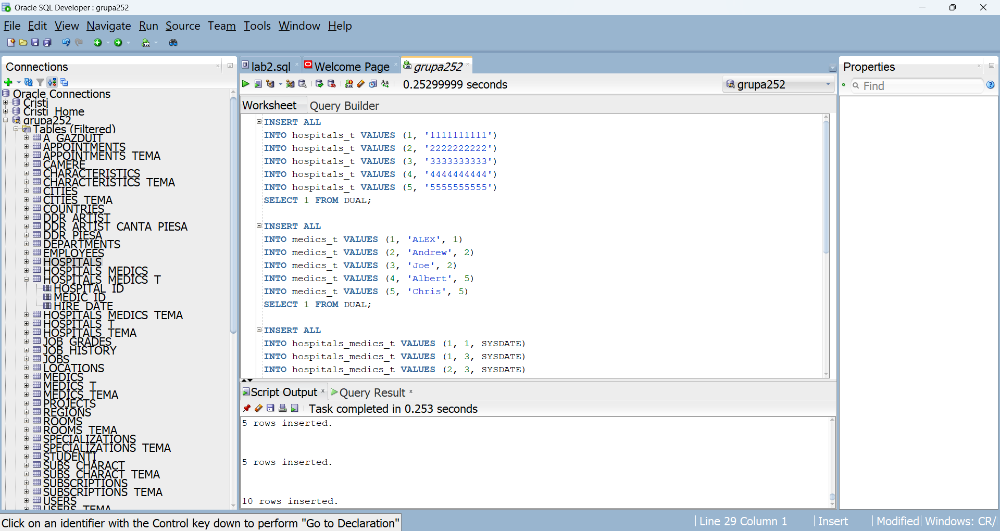 Oracle SQL Developer : grupa252
File Edit View Navigate Run Source Team Tools Window Help
Connections
Oracle Connections
Cristi
Cristi_Home
grupa252
Tables (Filtered)
A_GAZDUIT
APPOINTMENTS
APPOINTMENTS_TEMA
CAMERE
CHARACTERISTICS
CHARACTERISTICS_TEMA
CITIES
CITIES_TEMA
COUNTRIES
DDR_ARTIST
DDR_ARTIST_CANTA_PIESA
DDR_PIESA
DEPARTMENTS
EMPLOYEES
HOSPITALS
HOSPITALS_MEDICS
HOSPITALS_MEDICS_T
HOSPITAL_ID
MEDIC_ID
HIRE_DATE
HOSPITALS_MEDICS_TEMA
HOSPITALS_T
HOSPITALS_TEMA
JOB_GRADES
JOB_HISTORY
JOBS
LOCATIONS
MEDICS
MEDICS_T
MEDICS_TEMA
PROJECTS
REGIONS
ROOMS
ROOMS_TEMA
SPECIALIZATIONS
SPECIALIZATIONS_TEMA
STUDENTI
SUBS_CHARACT
SUBS_CHARACT_TEMA
SUBSCRIPTIONS
SUBSCRIPTIONS_TEMA
USERS
USERS_TEMA
lab2.sql Welcome Page grupa252
0.25299999 seconds
grupa252
Worksheet Query Builder
INSERT ALL
INTO hospitals_t VALUES (1, '1111111111')
INTO hospitals_t VALUES (2, '2222222222')
INTO hospitals_t VALUES (3, '3333333333')
INTO hospitals_t VALUES (4, '4444444444')
INTO hospitals_t VALUES (5, '5555555555')
SELECT 1 FROM DUAL;
INSERT ALL
INTO medics_t VALUES (1, 'ALEX', 1)
INTO medics_t VALUES (2, 'Andrew', 2)
INTO medics_t VALUES (3, 'Joe', 2)
INTO medics_t VALUES (4, 'Albert', 5)
INTO medics_t VALUES (5, 'Chris', 5)
SELECT 1 FROM DUAL;
INSERT ALL
INTO hospitals_medics_t VALUES (1, 1, SYSDATE)
INTO hospitals_medics_t VALUES (1, 3, SYSDATE)
INTO hospitals_medics_t VALUES (2, 3, SYSDATE)
Script Output Query Result
Task completed in 0.253 seconds
5 rows inserted.
5 rows inserted.
10 rows inserted.
Properties
Find
Click on an identifier with the Control key down to perform "Go to Declaration"
Line 29 Column 1 Insert Modified Windows: CR/